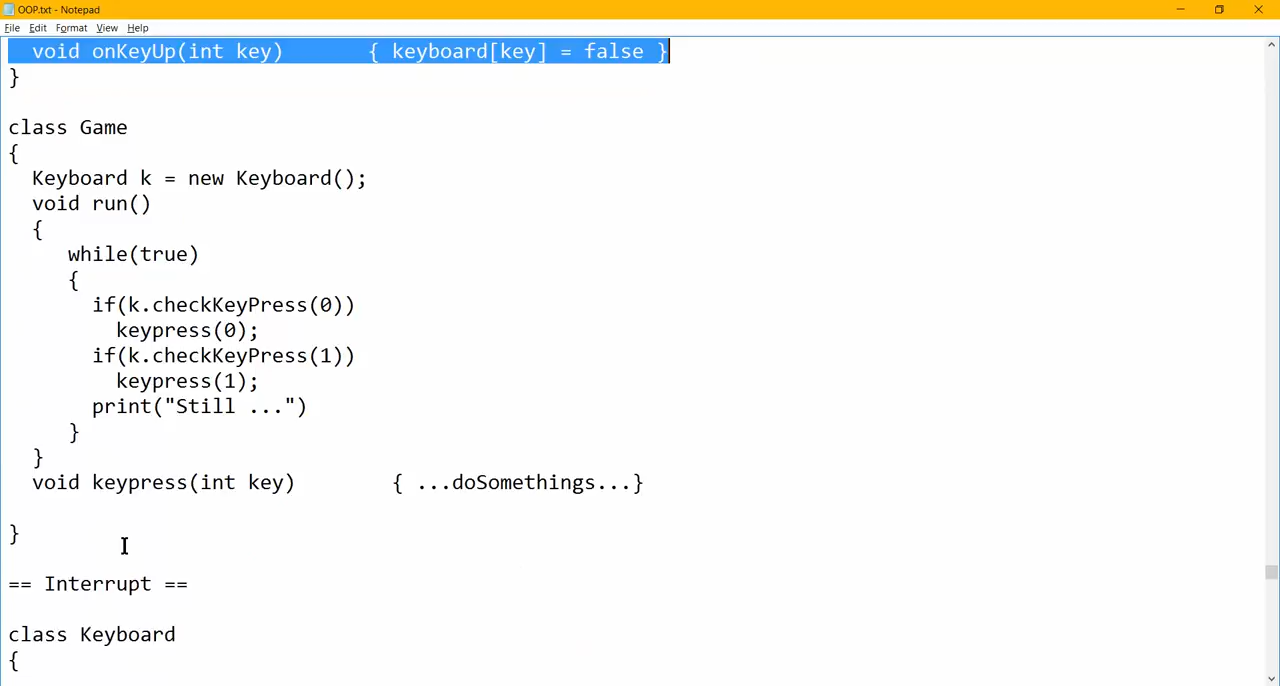 OOP.txt - Notepad
File Edit Format View Help
void onKeyUp(int key) { keyboard[key] = false }
}
class Game
{
Keyboard k = new Keyboard();
void run()
{
while(true)
{
if(k.checkKeyPress(0))
keypress(0);
if(k.checkKeyPress(1))
keypress(1);
print("Still ...")
}
}
void keypress(int key) { ...doSomethings...}
}
== Interrupt ==
class Keyboard
{